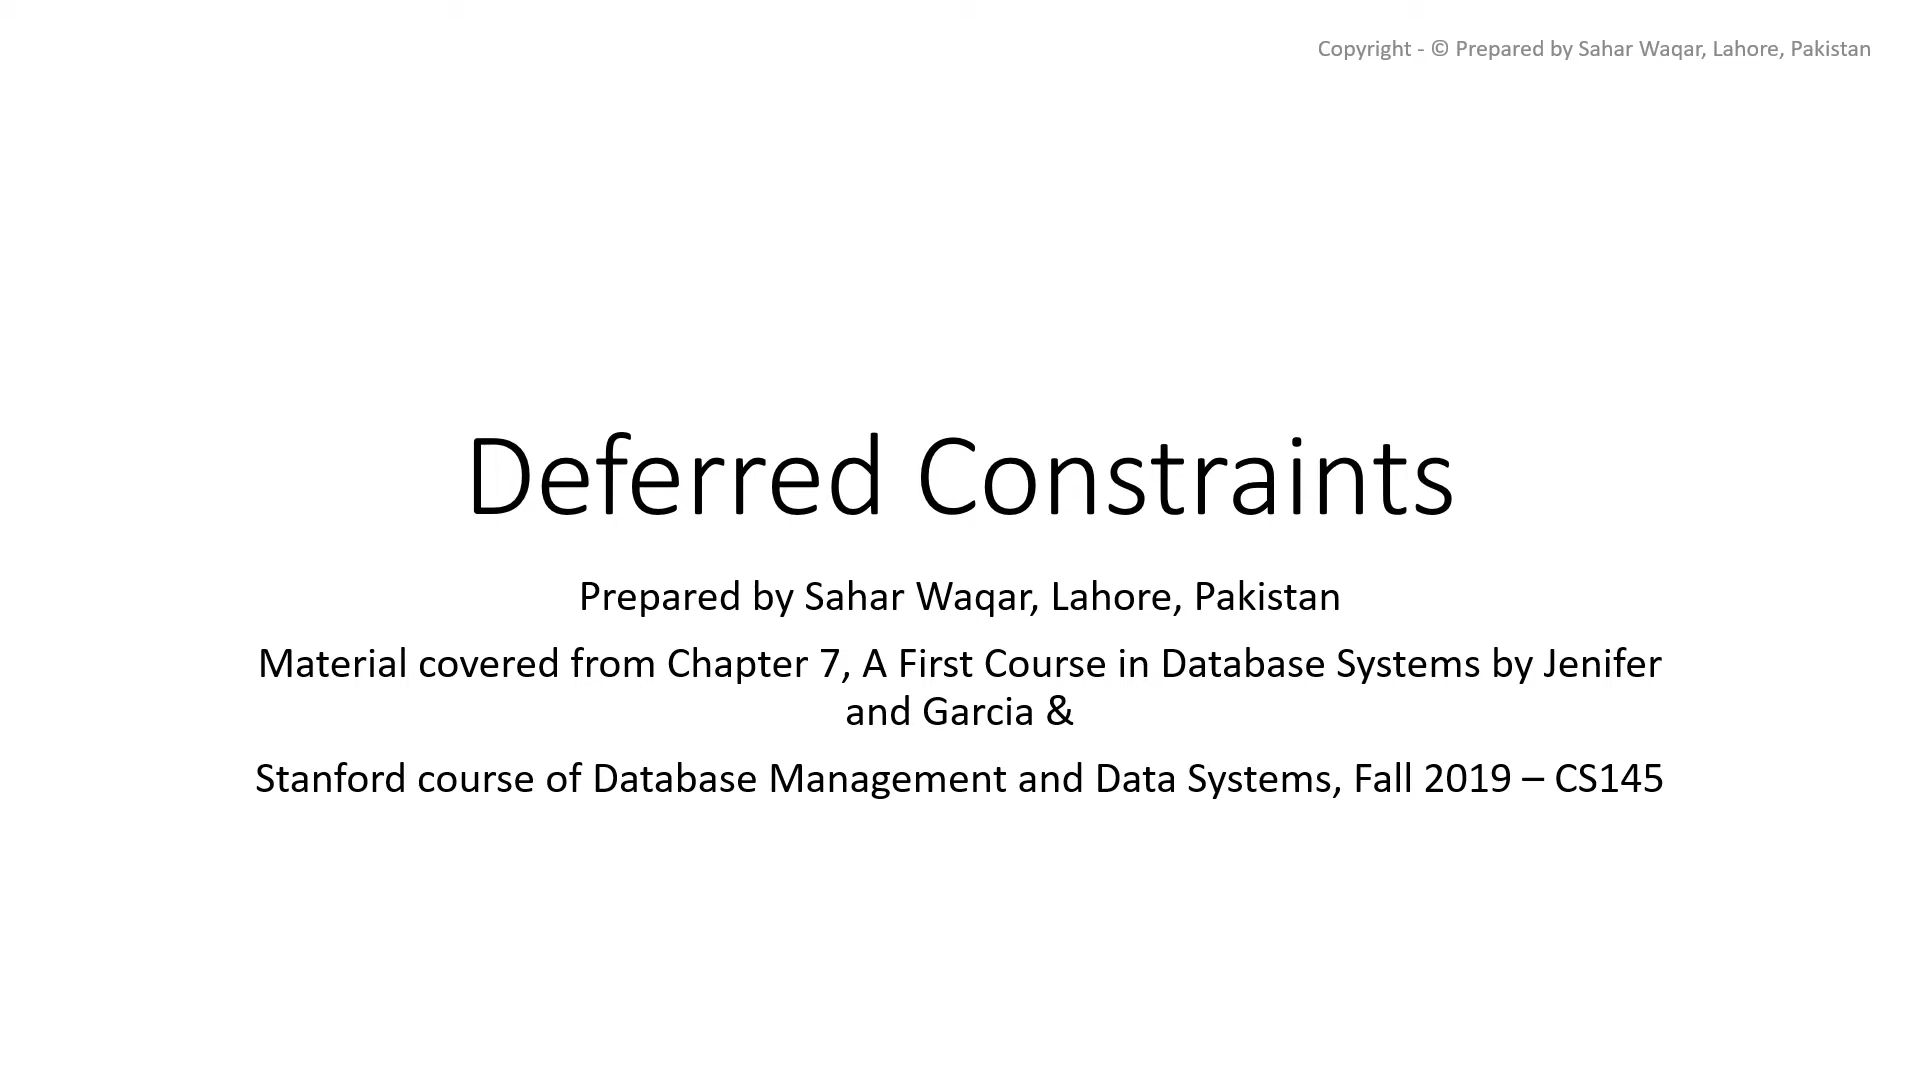 Copyright - © Prepared by Sahar Waqar, Lahore, Pakistan
Deferred Constraints
Prepared by Sahar Waqar, Lahore, Pakistan
Material covered from Chapter 7, A First Course in Database Systems by Jenifer
and Garcia &
Stanford course of Database Management and Data Systems, Fall 2019 – CS145